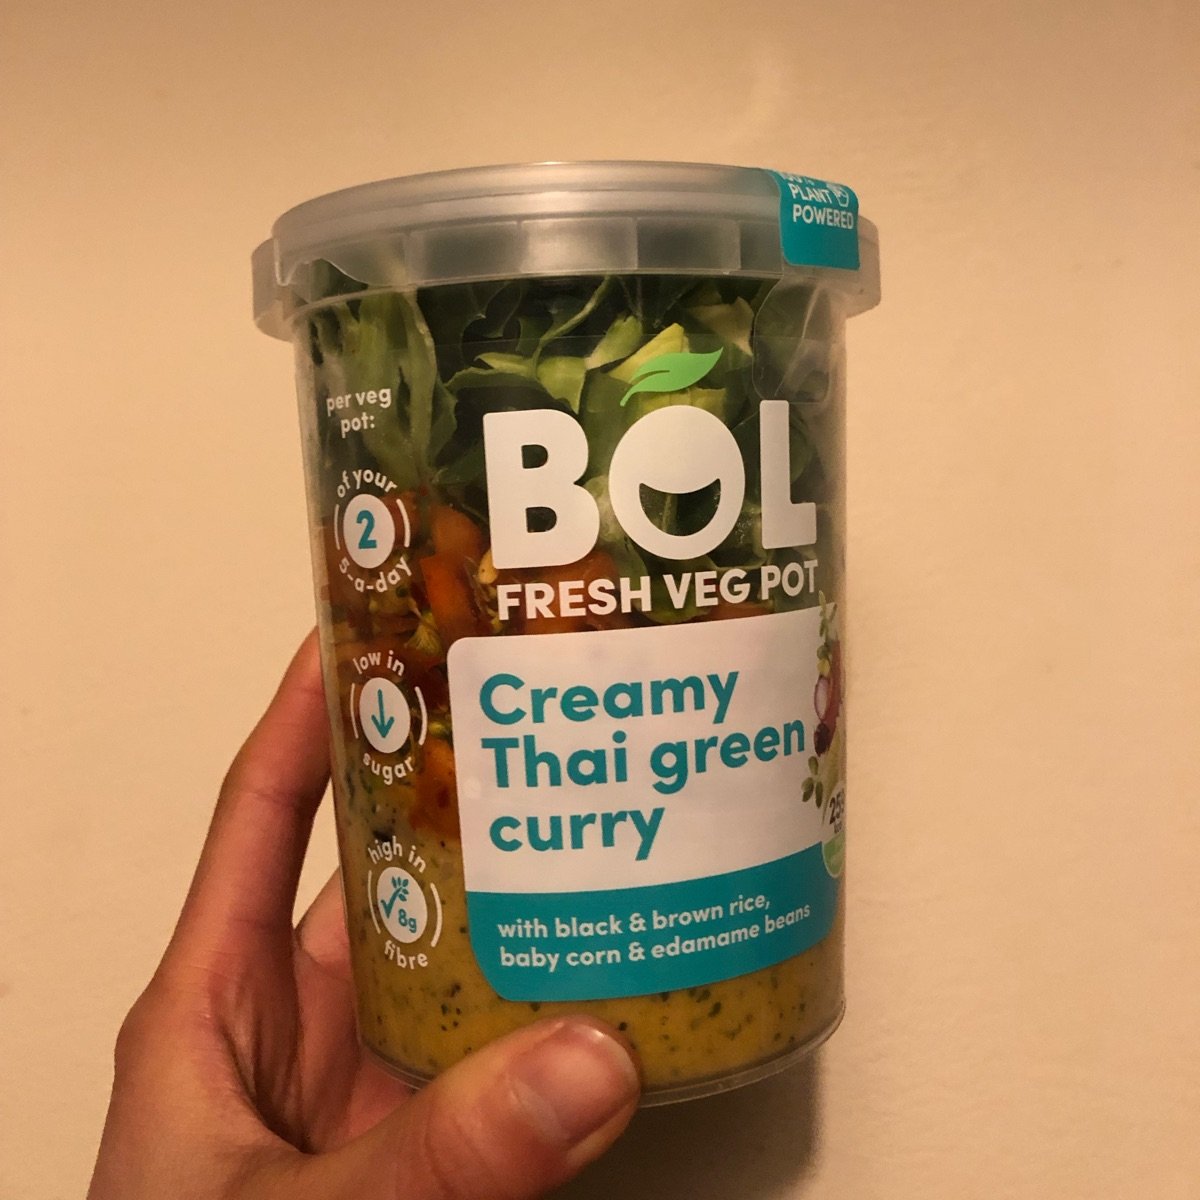 PLANT
POWERED
per veg
pot:
of your
2
5-a-day
low in
sugar
high in
8g
fibre
BOL
FRESH VEG POT
Creamy
Thai green
curry
with black & brown rice,
baby corn & edamame beans